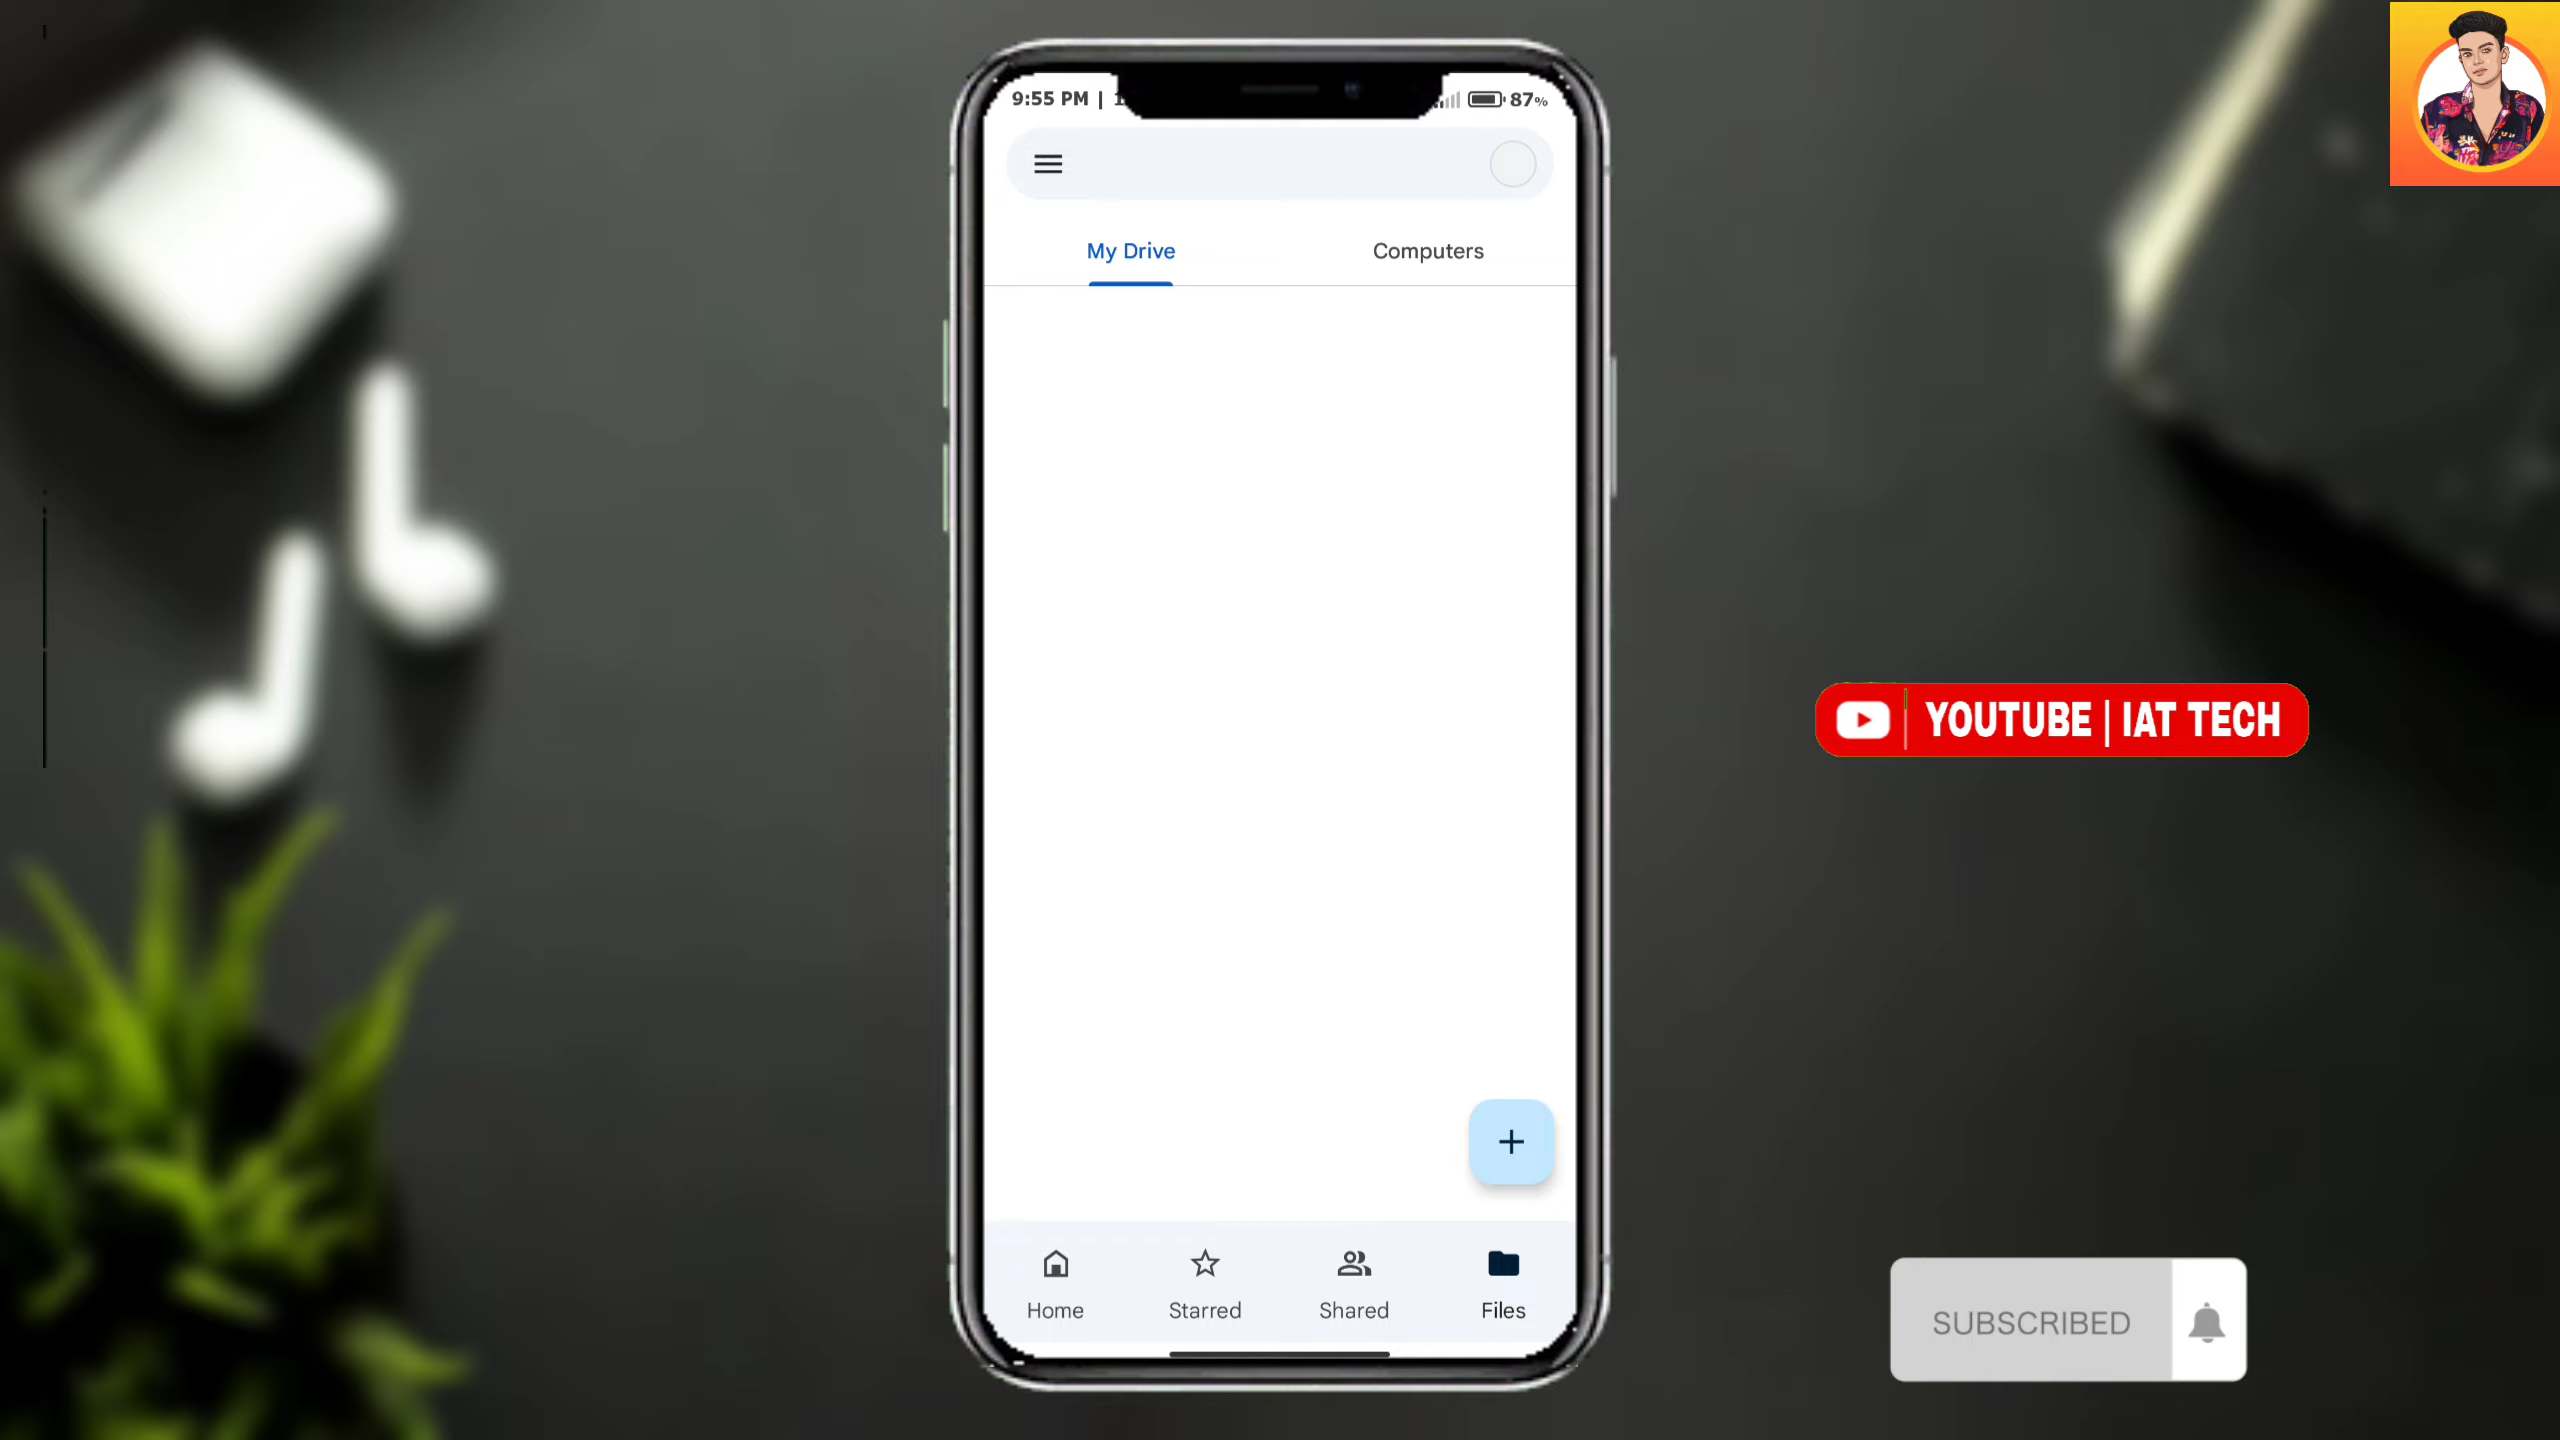 9:55 PM |
87%
My Drive
Computers
YOUTUBE | IAT TECH
Home
Starred
Shared
Files
SUBSCRIBED